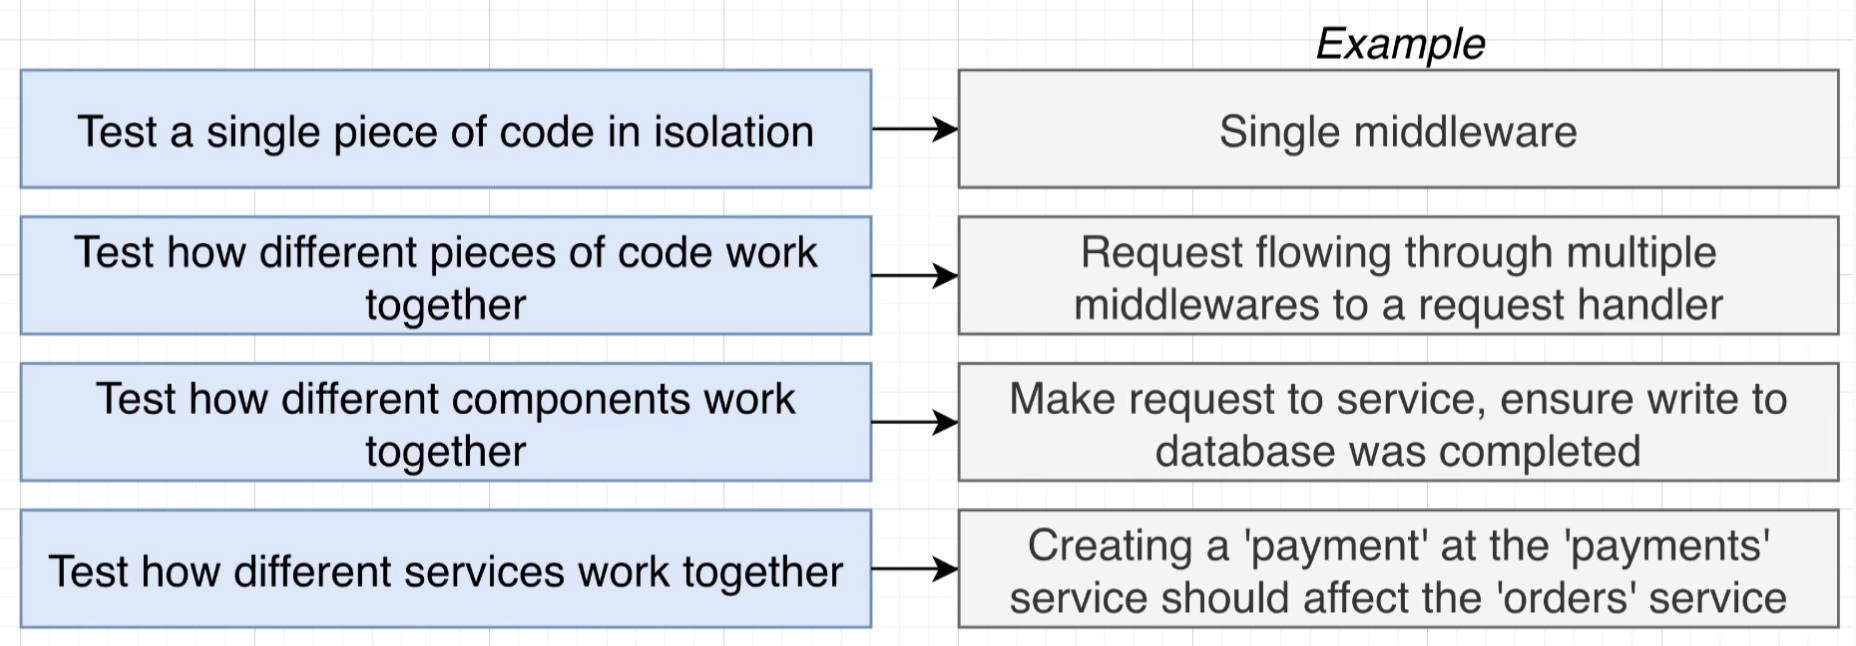 Example
Test a single piece of code in isolation
Single middleware
Test how different pieces of code work
together
Request flowing through multiple
middlewares to a request handler
Test how different components work
together
Make request to service, ensure write to
database was completed
Test how different services work together
Creating a 'payment' at the 'payments'
service should affect the 'orders' service